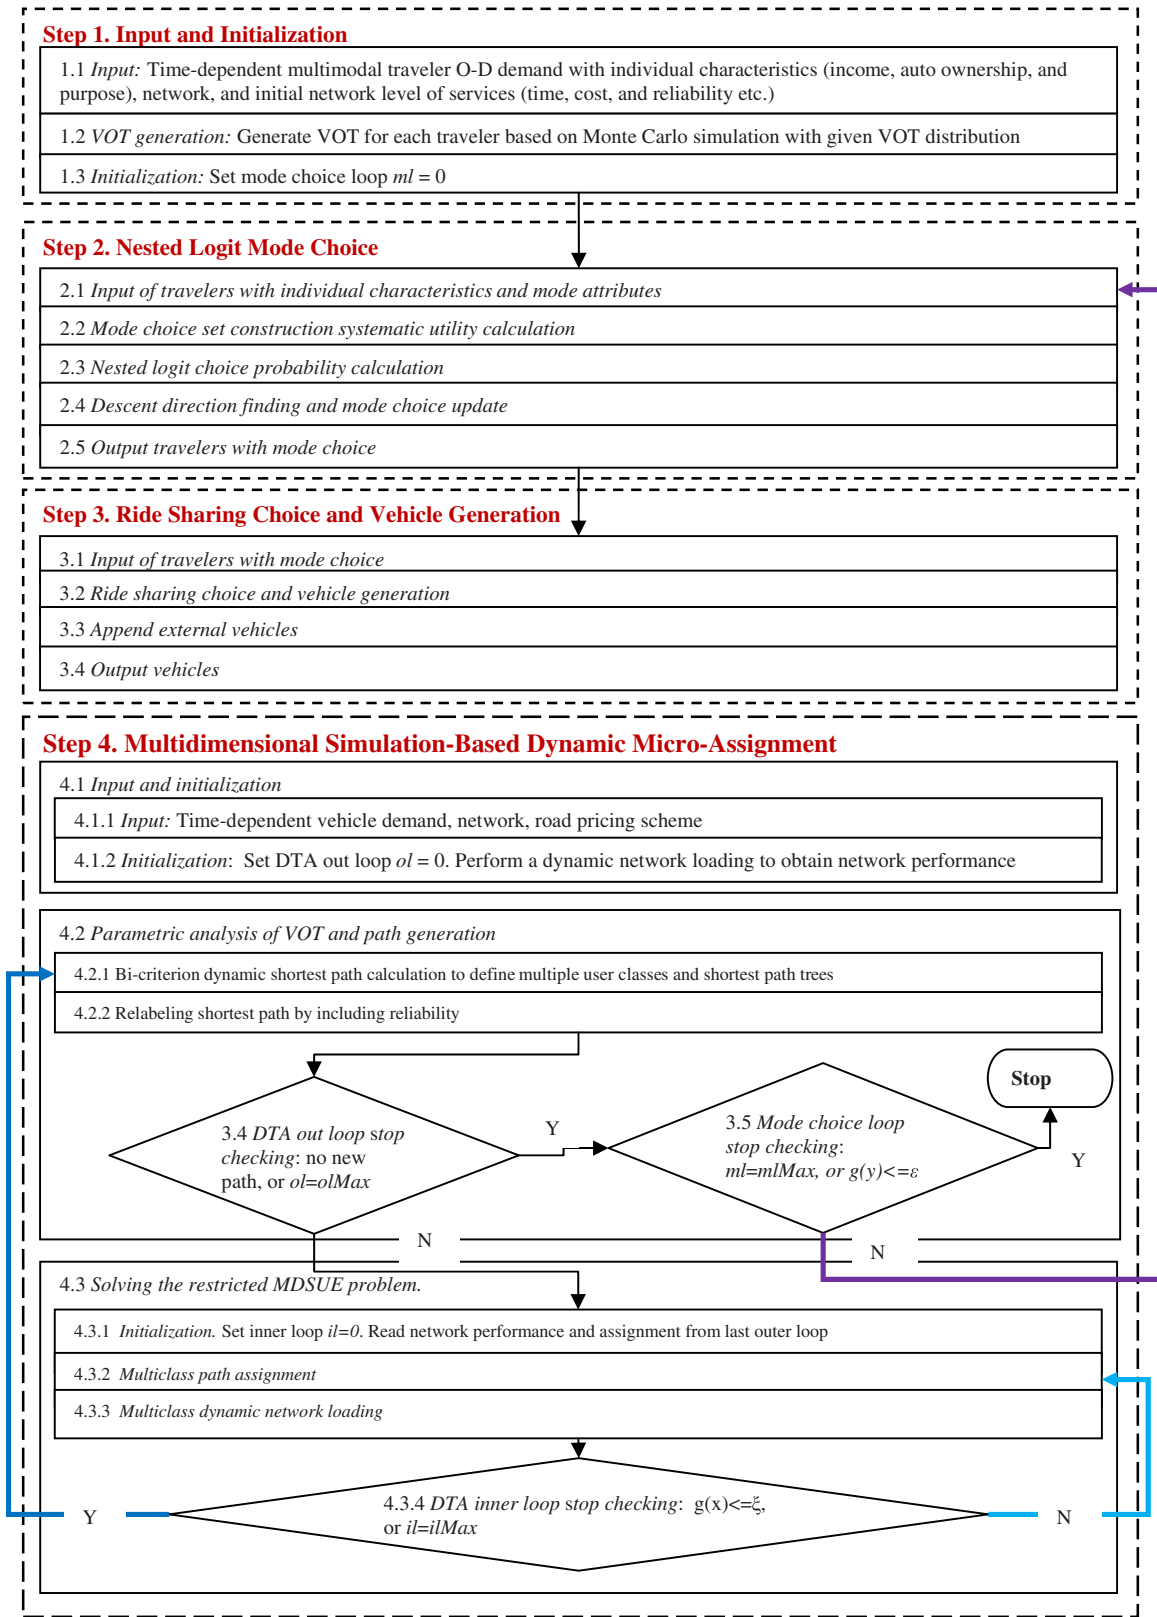 Step 1. Input and Initialization
1.1 Input: Time-dependent multimodal traveler O-D demand with individual characteristics (income, auto ownership, and
purpose), network, and initial network level of services (time, cost, and reliability etc.)
1.2 VOT generation: Generate VOT for each traveler based on Monte Carlo simulation with given VOT distribution
1.3 Initialization: Set mode choice loop ml = 0
Step 2. Nested Logit Mode Choice
2.1 Input of travelers with individual characteristics and mode attributes
2.2 Mode choice set construction systematic utility calculation
2.3 Nested logit choice probability calculation
2.4 Descent direction finding and mode choice update
2.5 Output travelers with mode choice
Step 3. Ride Sharing Choice and Vehicle Generation
3.1 Input of travelers with mode choice
3.2 Ride sharing choice and vehicle generation
3.3 Append external vehicles
3.4 Output vehicles
Step 4. Multidimensional Simulation-Based Dynamic Micro-Assignment
4.1 Input and initialization
4.1.1 Input: Time-dependent vehicle demand, network, road pricing scheme
4.1.2 Initialization: Set DTA out loop ol = 0. Perform a dynamic network loading to obtain network performance
4.2 Parametric analysis of VOT and path generation
4.2.1 Bi-criterion dynamic shortest path calculation to define multiple user classes and shortest path trees
4.2.2 Relabeling shortest path by including reliability
3.4 DTA out loop stop
checking: no new
path, or ol=olMax
Y
3.5 Mode choice loop
stop checking:
ml=mlMax, or g(y)<=ε
Stop
Y
N
N
4.3 Solving the restricted MDSUE problem.
4.3.1 Initialization. Set inner loop il=0. Read network performance and assignment from last outer loop
4.3.2 Multiclass path assignment
4.3.3 Multiclass dynamic network loading
4.3.4 DTA inner loop stop checking: g(x)<=ξ,
or il=ilMax
Y
N